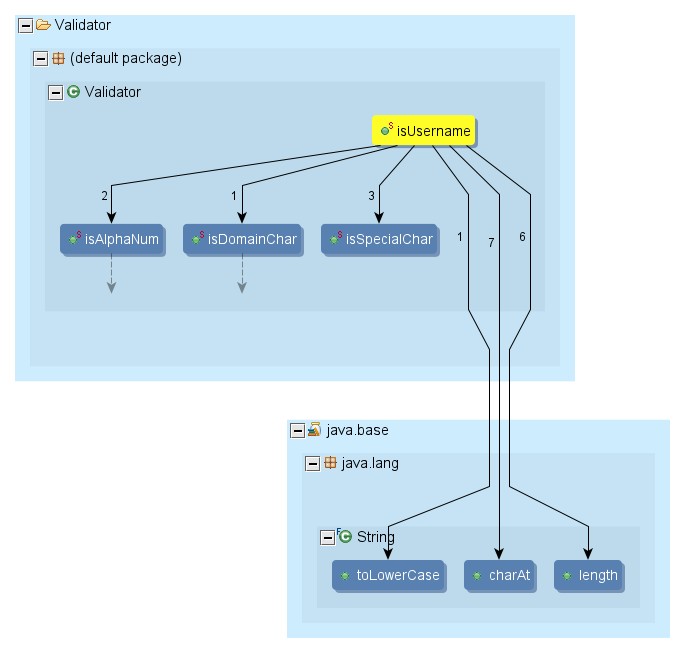 Validator
(default package)
Validator
isUsername
2
1
3
isAlphaNum
isDomainChar
isSpecialChar
1
7
6
java.base
java.lang
String
toLowerCase
charAt
length